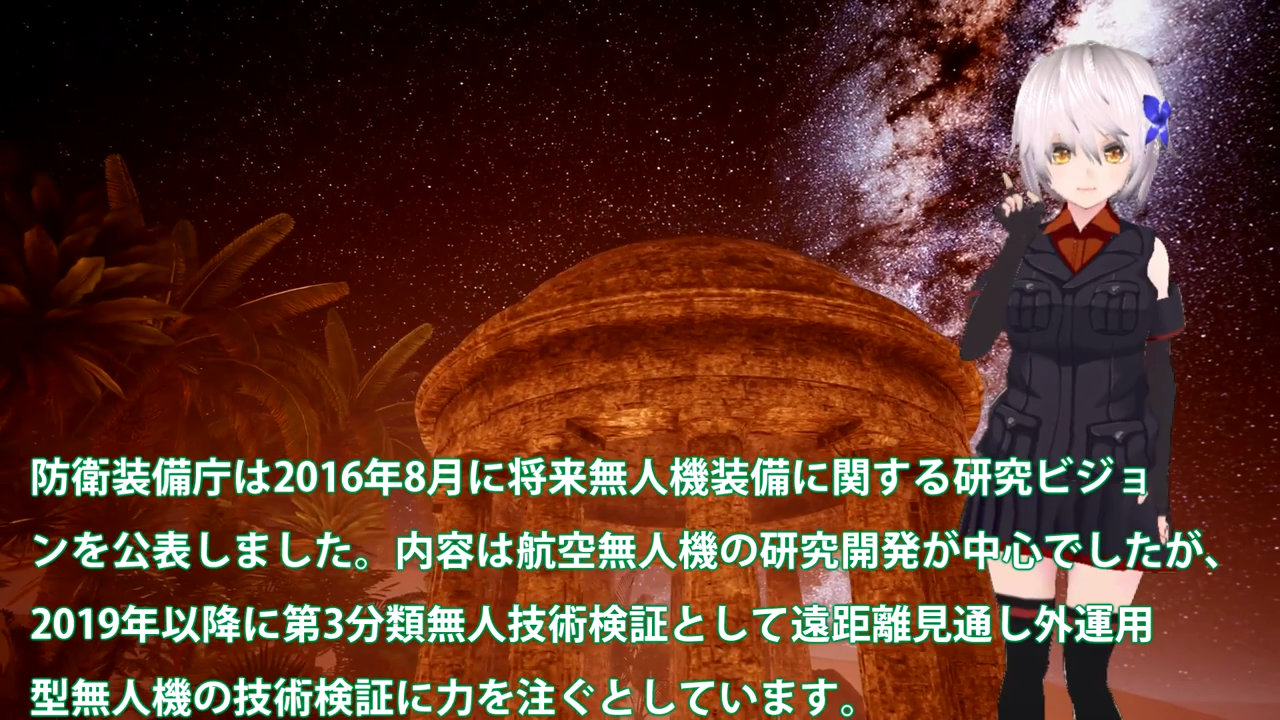 防衛装備庁は2016年8月に将来無人機装備に関する研究ビジョ
ンを公表しました。内容は航空無人機の研究開発が中心でしたが、
2019年以降に第3分類無人技術検証として遠距離見通し外運用
型無人機の技術検証に力を注ぐとしています。